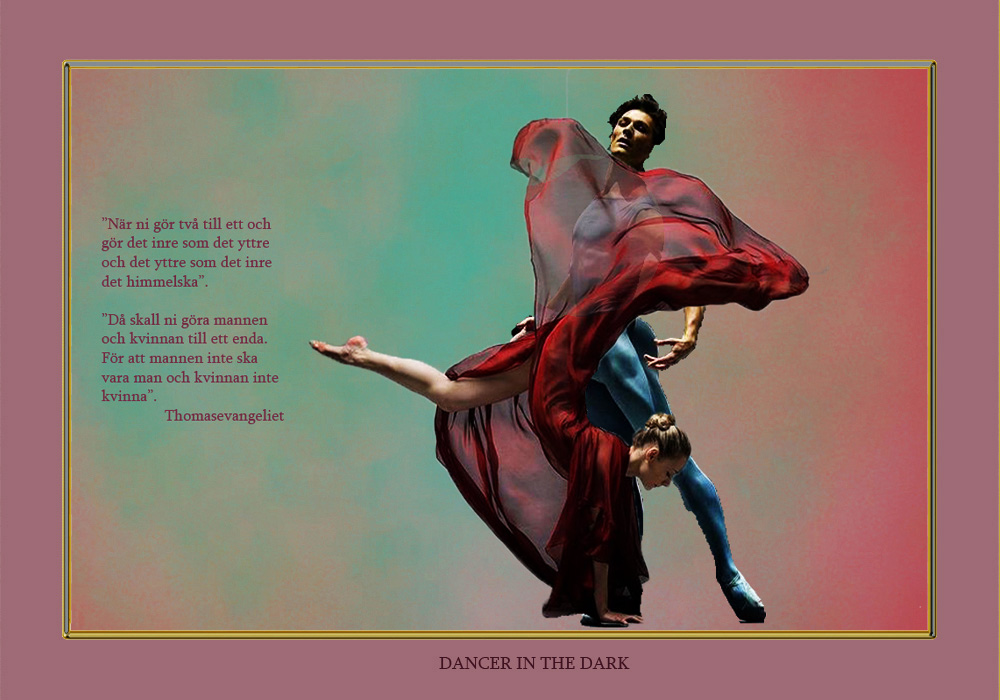 ”När ni gör två till ett och
gör det inre som det yttre
och det yttre som det inre
det himmelska”.
”Då skall ni göra mannen
och kvinnan till ett enda.
För att mannen inte ska
vara man och kvinnan inte
kvinna”.
Thomasevangeliet
DANCER IN THE DARK